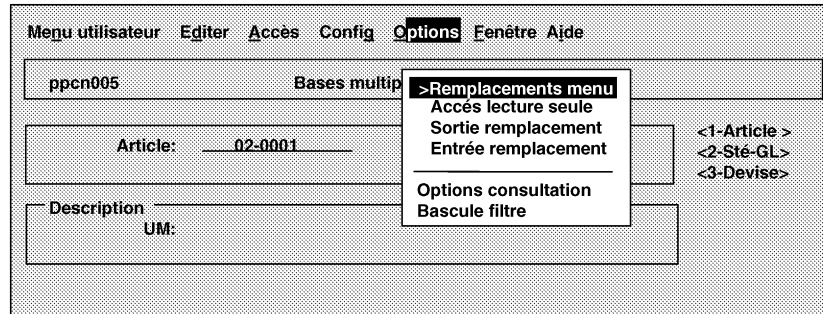 Menu utilisateur Editer Accès Config Options Fenêtre Aide
ppcn005 Bases multip
>Remplacements menu
Accés lecture seule
Sortie remplacement
Entrée remplacement
Options consultation
Bascule filtre
Article: 02-0001
<1-Article >
<2-Sté-GL>
<3-Devise>
Description
UM: